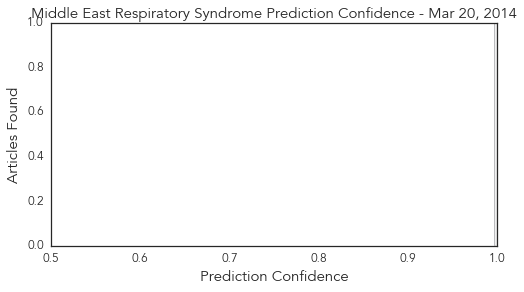 Middle East Respiratory Syndrome Prediction Confidence - Mar 20, 2014
1.0
0.8
0.6
0.4
0.2
0.0
Articles Found
0.5 0.6 0.7 0.8 0.9 1.0
Prediction Confidence